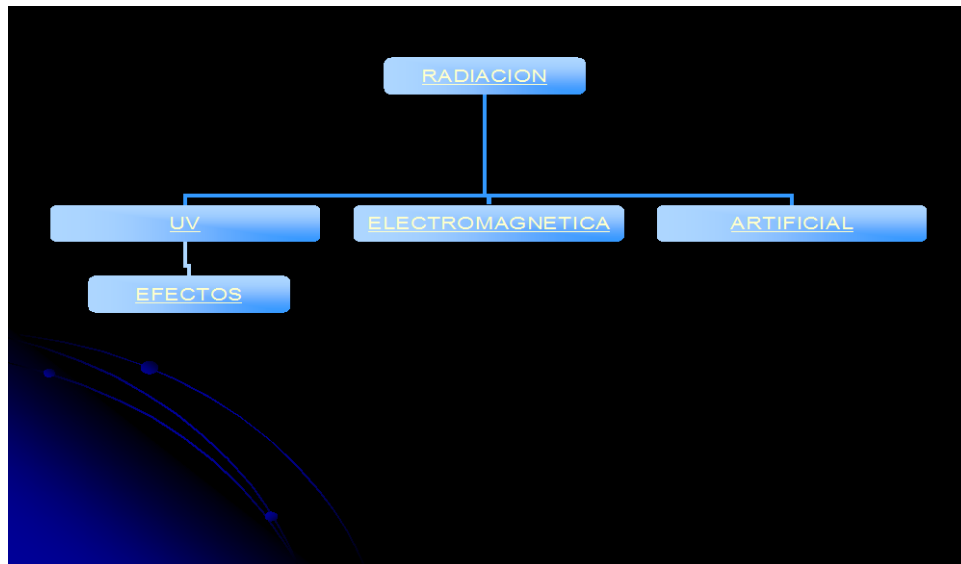 RADIACION
UV
ELECTROMAGNETICA
ARTIFICIAL
EFECTOS